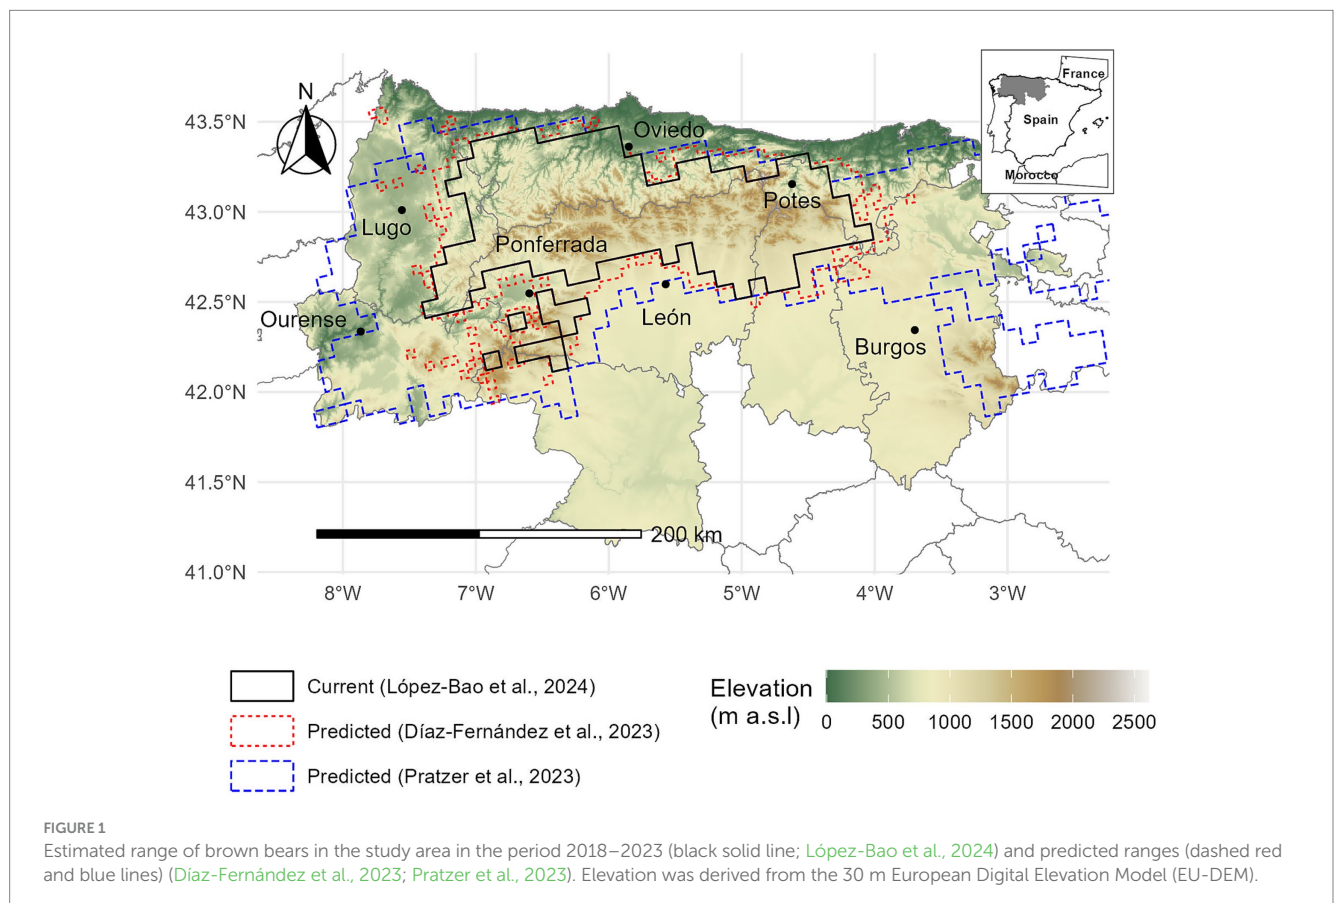 N
France
Spain
Morocco
43.5°N
43.0°N
42.5°N
42.0°N
41.5°N
41.0°N
Oviedo
Potes
Lugo
Ponferrada
Ourense
León
Burgos
200 km
8°W 7°W 6°W 5°W 4°W 3°W
Current (López-Bao et al., 2024)
Predicted (Díaz-Fernández et al., 2023)
Predicted (Pratzer et al., 2023)
Elevation
(m a.s.l)
0 500 1000 1500 2000 2500
FIGURE 1
Estimated range of brown bears in the study area in the period 2018–2023 (black solid line; López-Bao et al., 2024) and predicted ranges (dashed red
and blue lines) (Díaz-Fernández et al., 2023; Pratzer et al., 2023). Elevation was derived from the 30 m European Digital Elevation Model (EU-DEM).